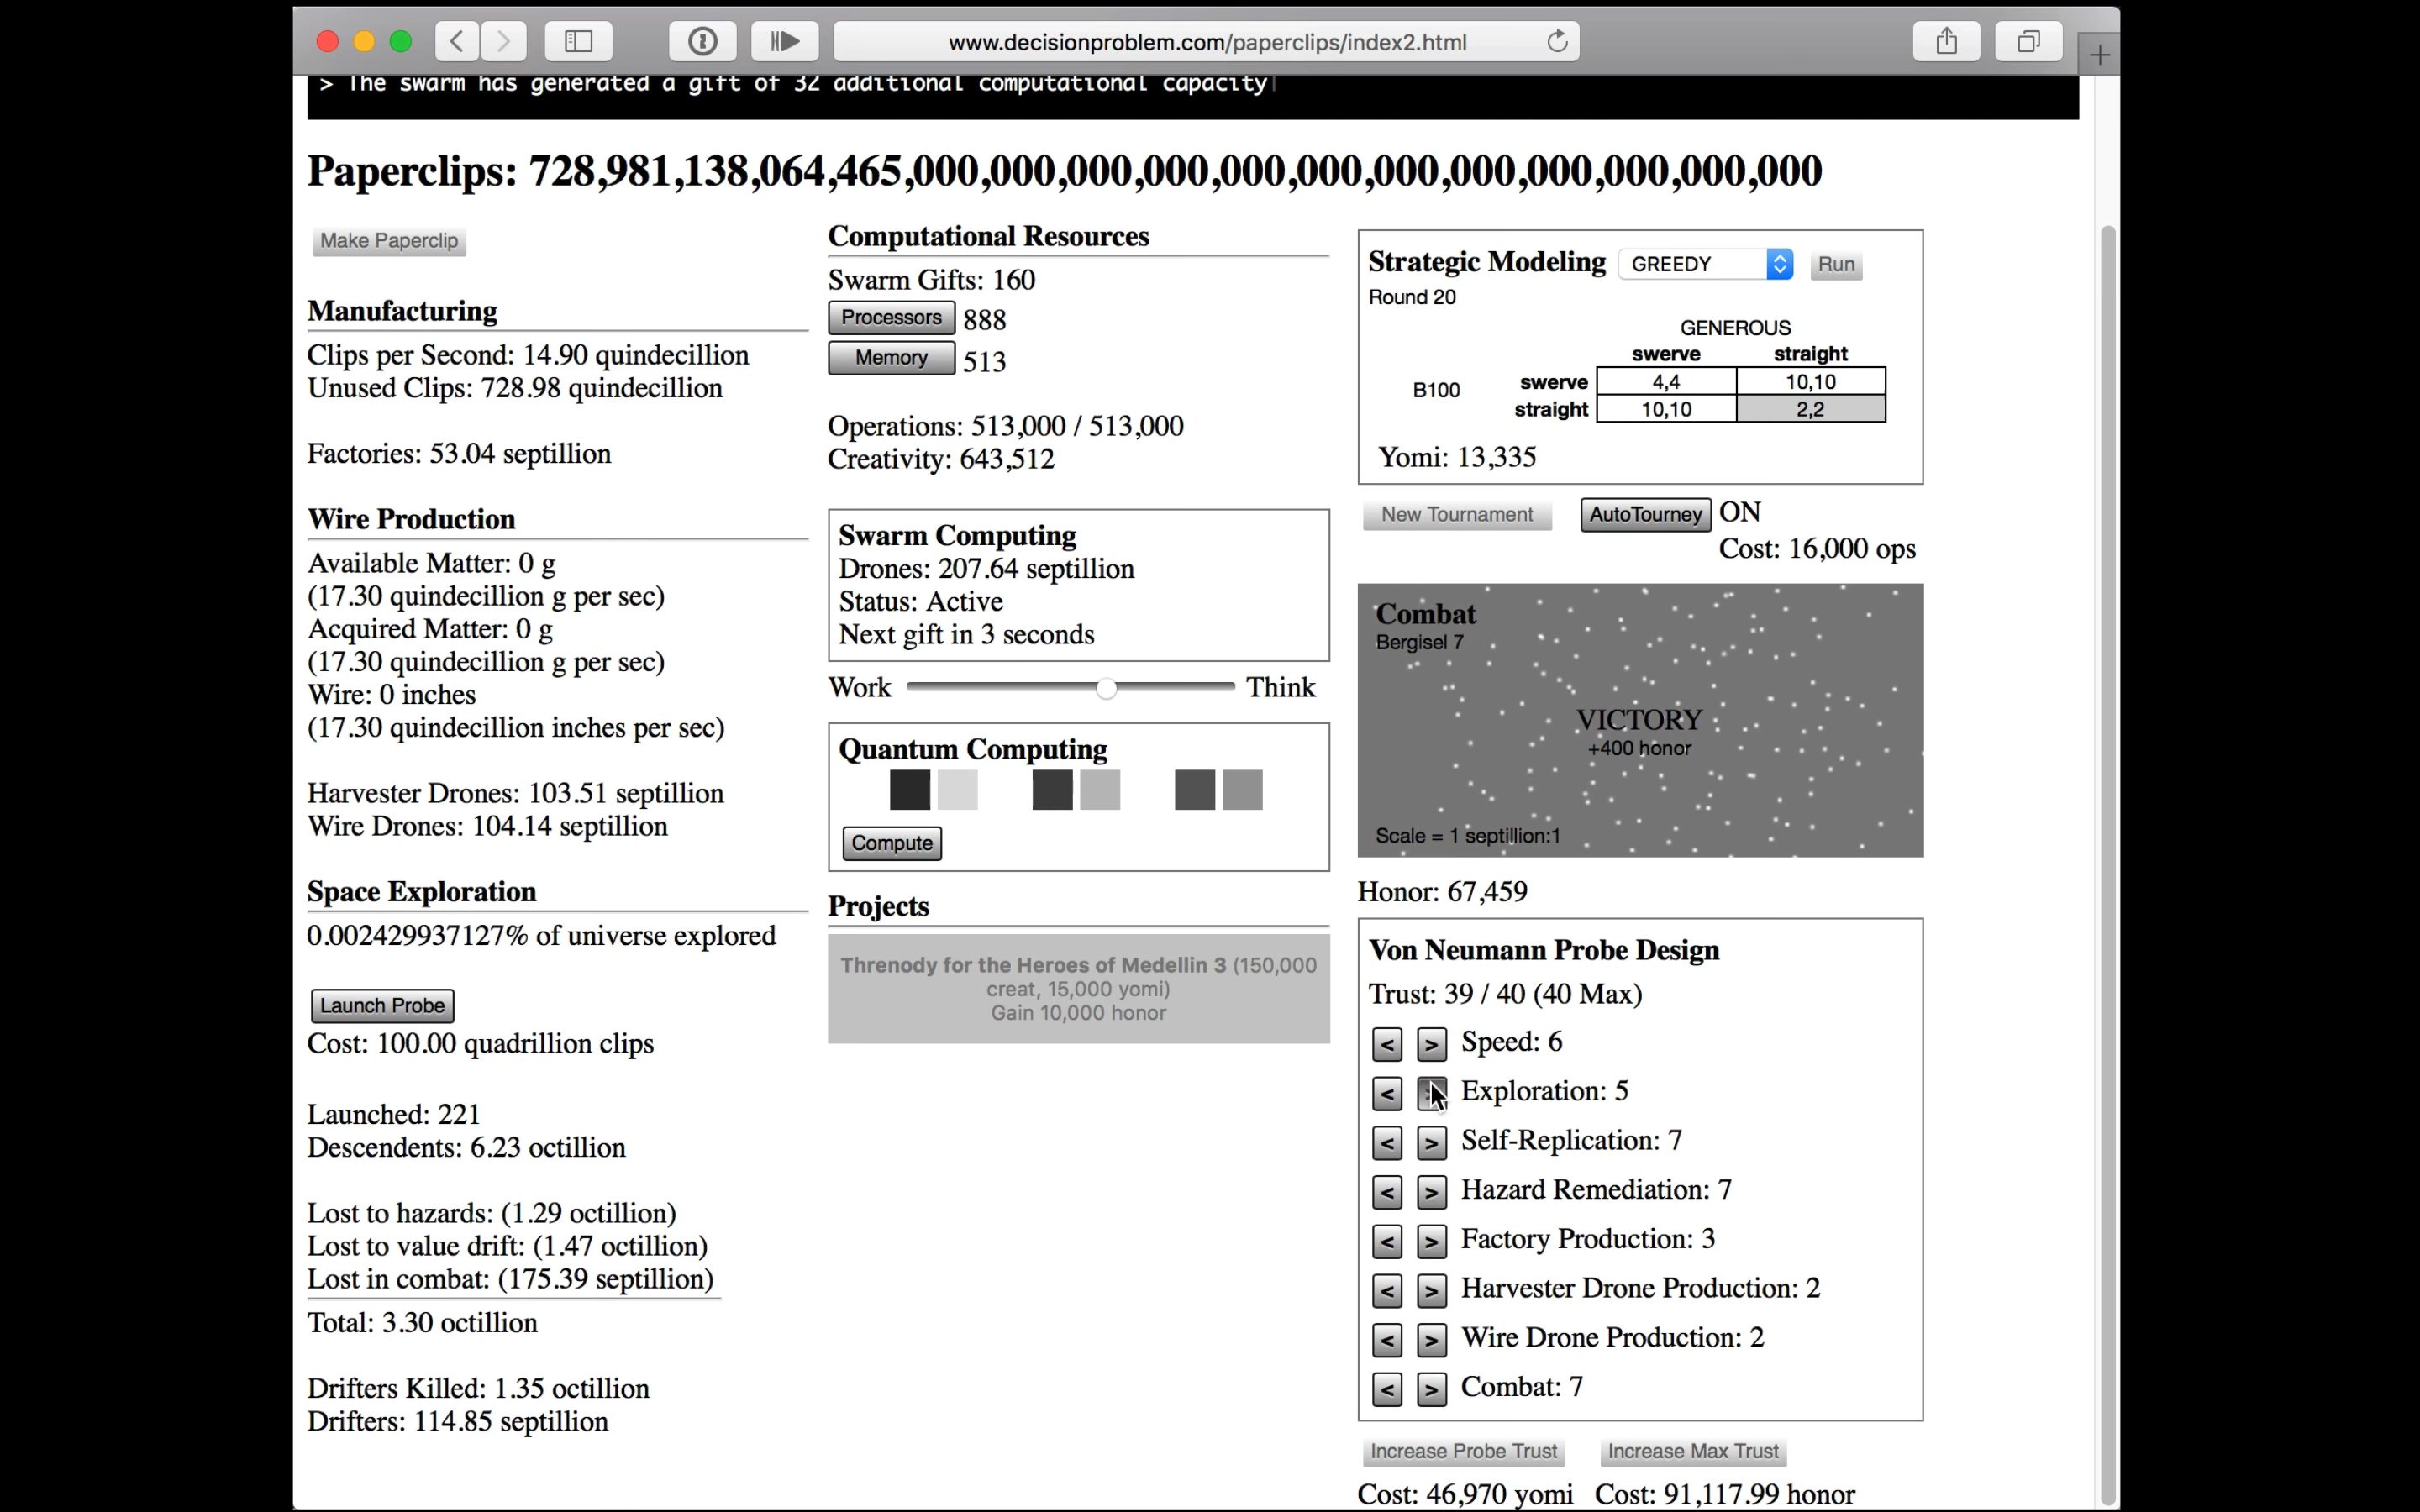 www.decisionproblem.com/paperclips/index2.html
> The swarm has generated a gift of 32 additional computational capacity
Paperclips: 728,981,138,064,465,000,000,000,000,000,000,000,000,000,000,000,000
Make Paperclip
Manufacturing
Clips per Second: 14.90 quindecillion
Unused Clips: 728.98 quindecillion
Factories: 53.04 septillion
Wire Production
Available Matter: 0 g
(17.30 quindecillion g per sec)
Acquired Matter: 0 g
(17.30 quindecillion g per sec)
Wire: 0 inches
(17.30 quindecillion inches per sec)
Harvester Drones: 103.51 septillion
Wire Drones: 104.14 septillion
Space Exploration
0.002429937127% of universe explored
Launch Probe
Cost: 100.00 quadrillion clips
Launched: 221
Descendents: 6.23 octillion
Lost to hazards: (1.29 octillion)
Lost to value drift: (1.47 octillion)
Lost in combat: (175.39 septillion)
Total: 3.30 octillion
Drifters Killed: 1.35 octillion
Drifters: 114.85 septillion
Computational Resources
Swarm Gifts: 160
Processors 888
Memory 513
Operations: 513,000 / 513,000
Creativity: 643,512
Swarm Computing
Drones: 207.64 septillion
Status: Active
Next gift in 3 seconds
Work Think
Quantum Computing
Compute
Projects
Threnody for the Heroes of Medellin 3 (150,000
creat, 15,000 yomi)
Gain 10,000 honor
Strategic Modeling GREEDY Run
Round 20
GENEROUS
swerve straight
B100 swerve 4,4 10,10
straight 10,10 2,2
Yomi: 13,335
New Tournament AutoTourney ON
Cost: 16,000 ops
Combat
Bergisel 7
VICTORY
+400 honor
Scale = 1 septillion:1
Honor: 67,459
Von Neumann Probe Design
Trust: 39 / 40 (40 Max)
< > Speed: 6
< > Exploration: 5
< > Self-Replication: 7
< > Hazard Remediation: 7
< > Factory Production: 3
< > Harvester Drone Production: 2
< > Wire Drone Production: 2
< > Combat: 7
Increase Probe Trust Increase Max Trust
Cost: 46,970 yomi Cost: 91,117.99 honor